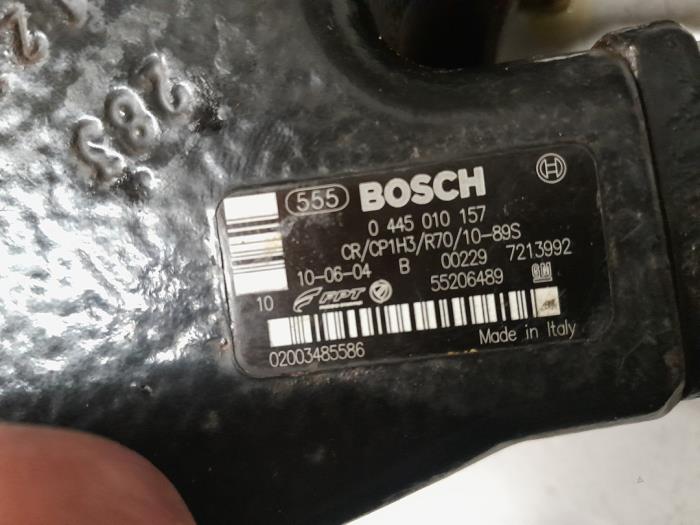 283
555 BOSCH
0 445 010 157
CR/CP1H3/R70/10-89S
10-06-04 B 00229 7213992
10 FPT 55206489 GM
02003485586 Made in Italy